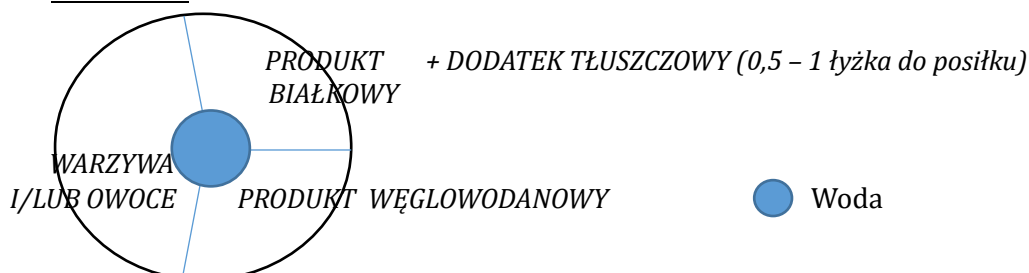 PRODUKT + DODATEK TŁUSZCZOWY (0,5 – 1 łyżka do posiłku)
BIAŁKOWY
WARZYWA
I/LUB OWOCE PRODUKT WĘGLOWODANOWY
Woda